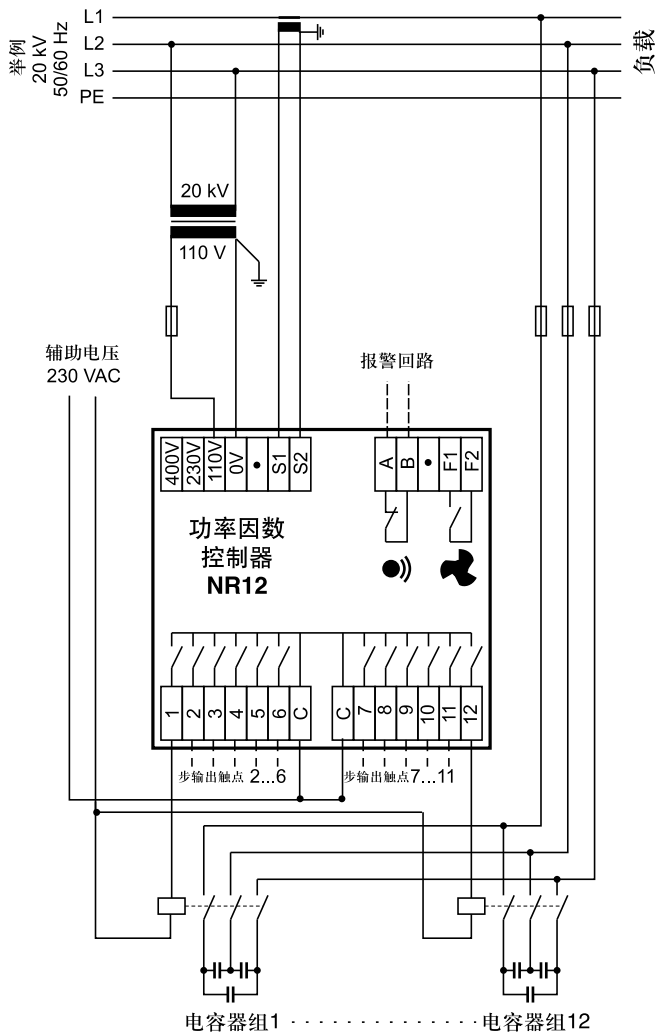 举例
20 kV
50/60 Hz
L1
L2
L3
PE
负载
20 kV
110 V
辅助电压
230 VAC
报警回路
400V 230V 110V 0V • S1 S2
A B • F1 F2
功率因数
控制器
NR12
1 2 3 4 5 6 C
C 7 8 9 10 11 12
步输出触点 2...6
步输出触点7...11
电容器组1 . . . . . . . . . . . . . . . . 电容器组12